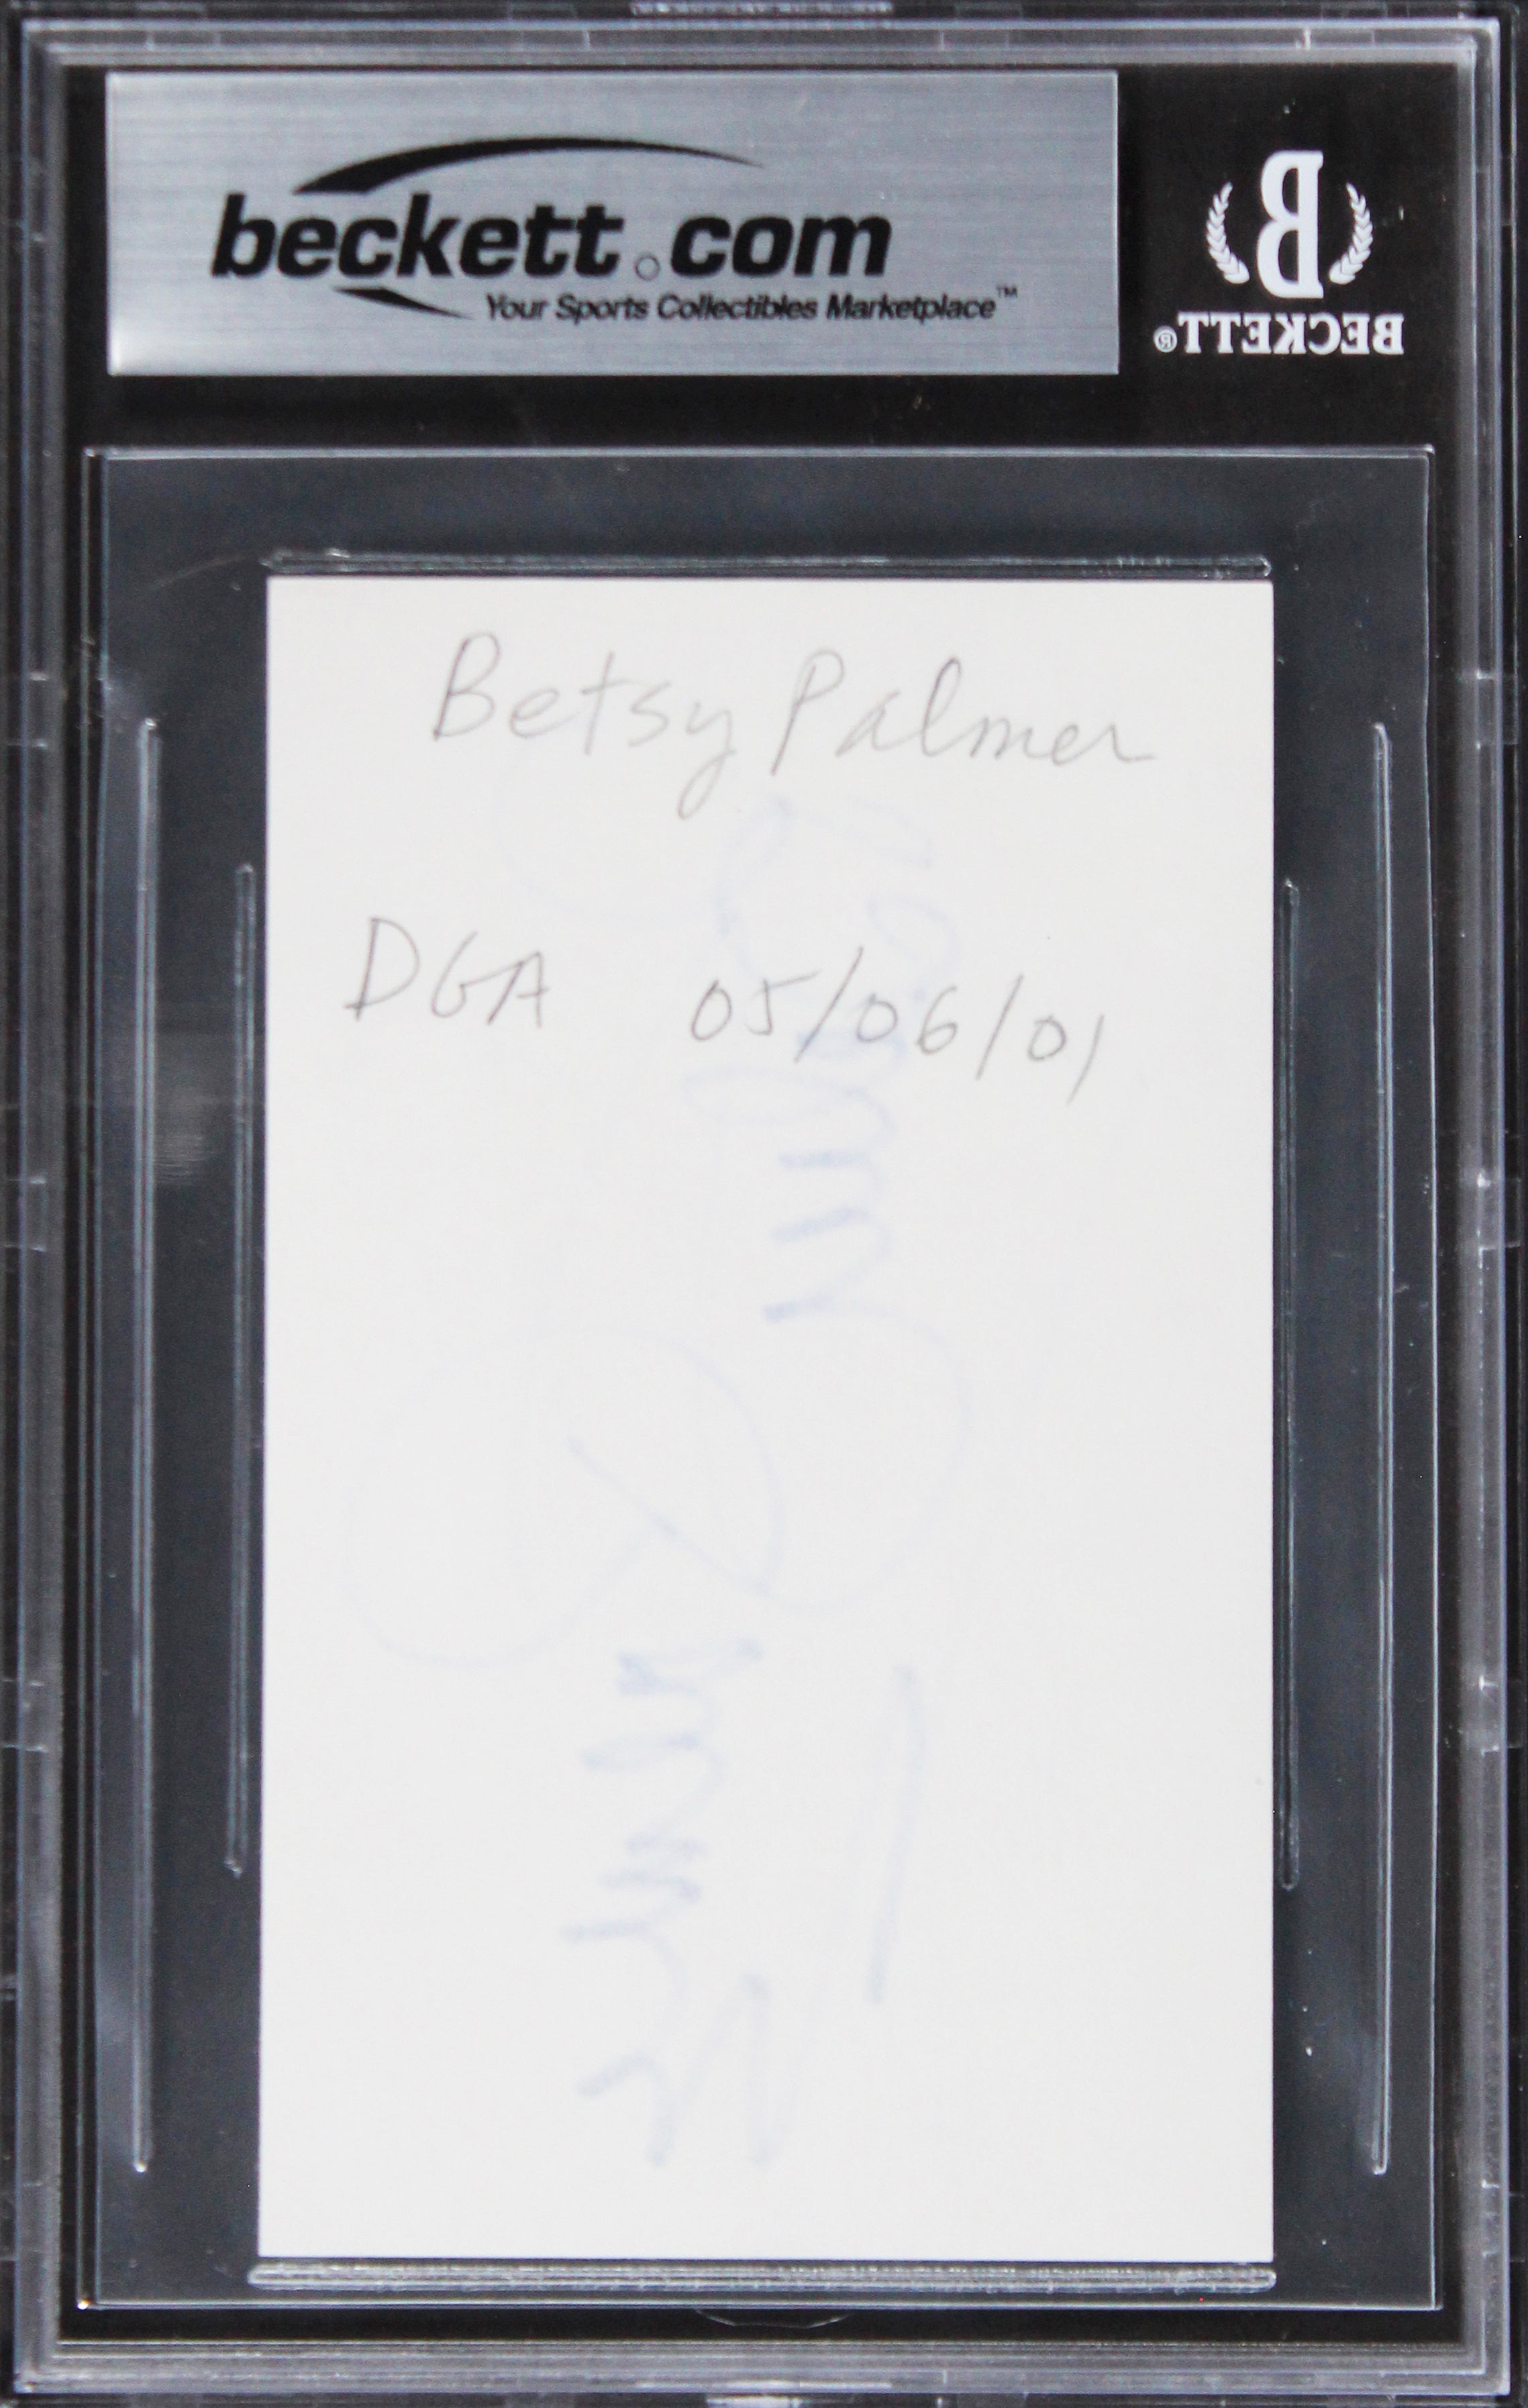 beckett.com
Your Sports Collectibles Marketplace™
B
BECKETT®
Betsy Palmer
DGA 05/06/01